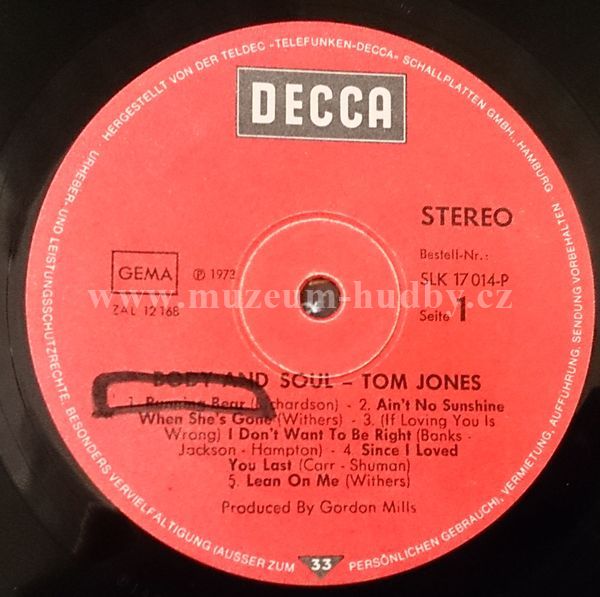 HERGESTELLT VON DER TELDEC »TELEFUNKEN-DECCA« SCHALLPLATTEN GMBH., HAMBURG
URHEBER- UND LEISTUNGSSCHUTZRECHTE, BESONDERS VERVIELFÄLTIGUNG (AUSSER ZUM PERSÖNLICHEN GEBRAUCH), VERMIETUNG, AUFFÜHRUNG, SENDUNG VORBEHALTEN
DECCA
STEREO
Bestell-Nr.:
GEMA
℗ 1973
SLK 17 014-P
www.muzeum-hudby.cz
ZAL 12 168
Seite 1
BODY AND SOUL – TOM JONES
1. Running Bear (Richardson) - 2. Ain't No Sunshine
When She's Gone (Withers) - 3. (If Loving You Is
Wrong) I Don't Want To Be Right (Banks -
Jackson - Hampton) - 4. Since I Loved
You Last (Carr - Shuman)
5. Lean On Me (Withers)
Produced By Gordon Mills
33